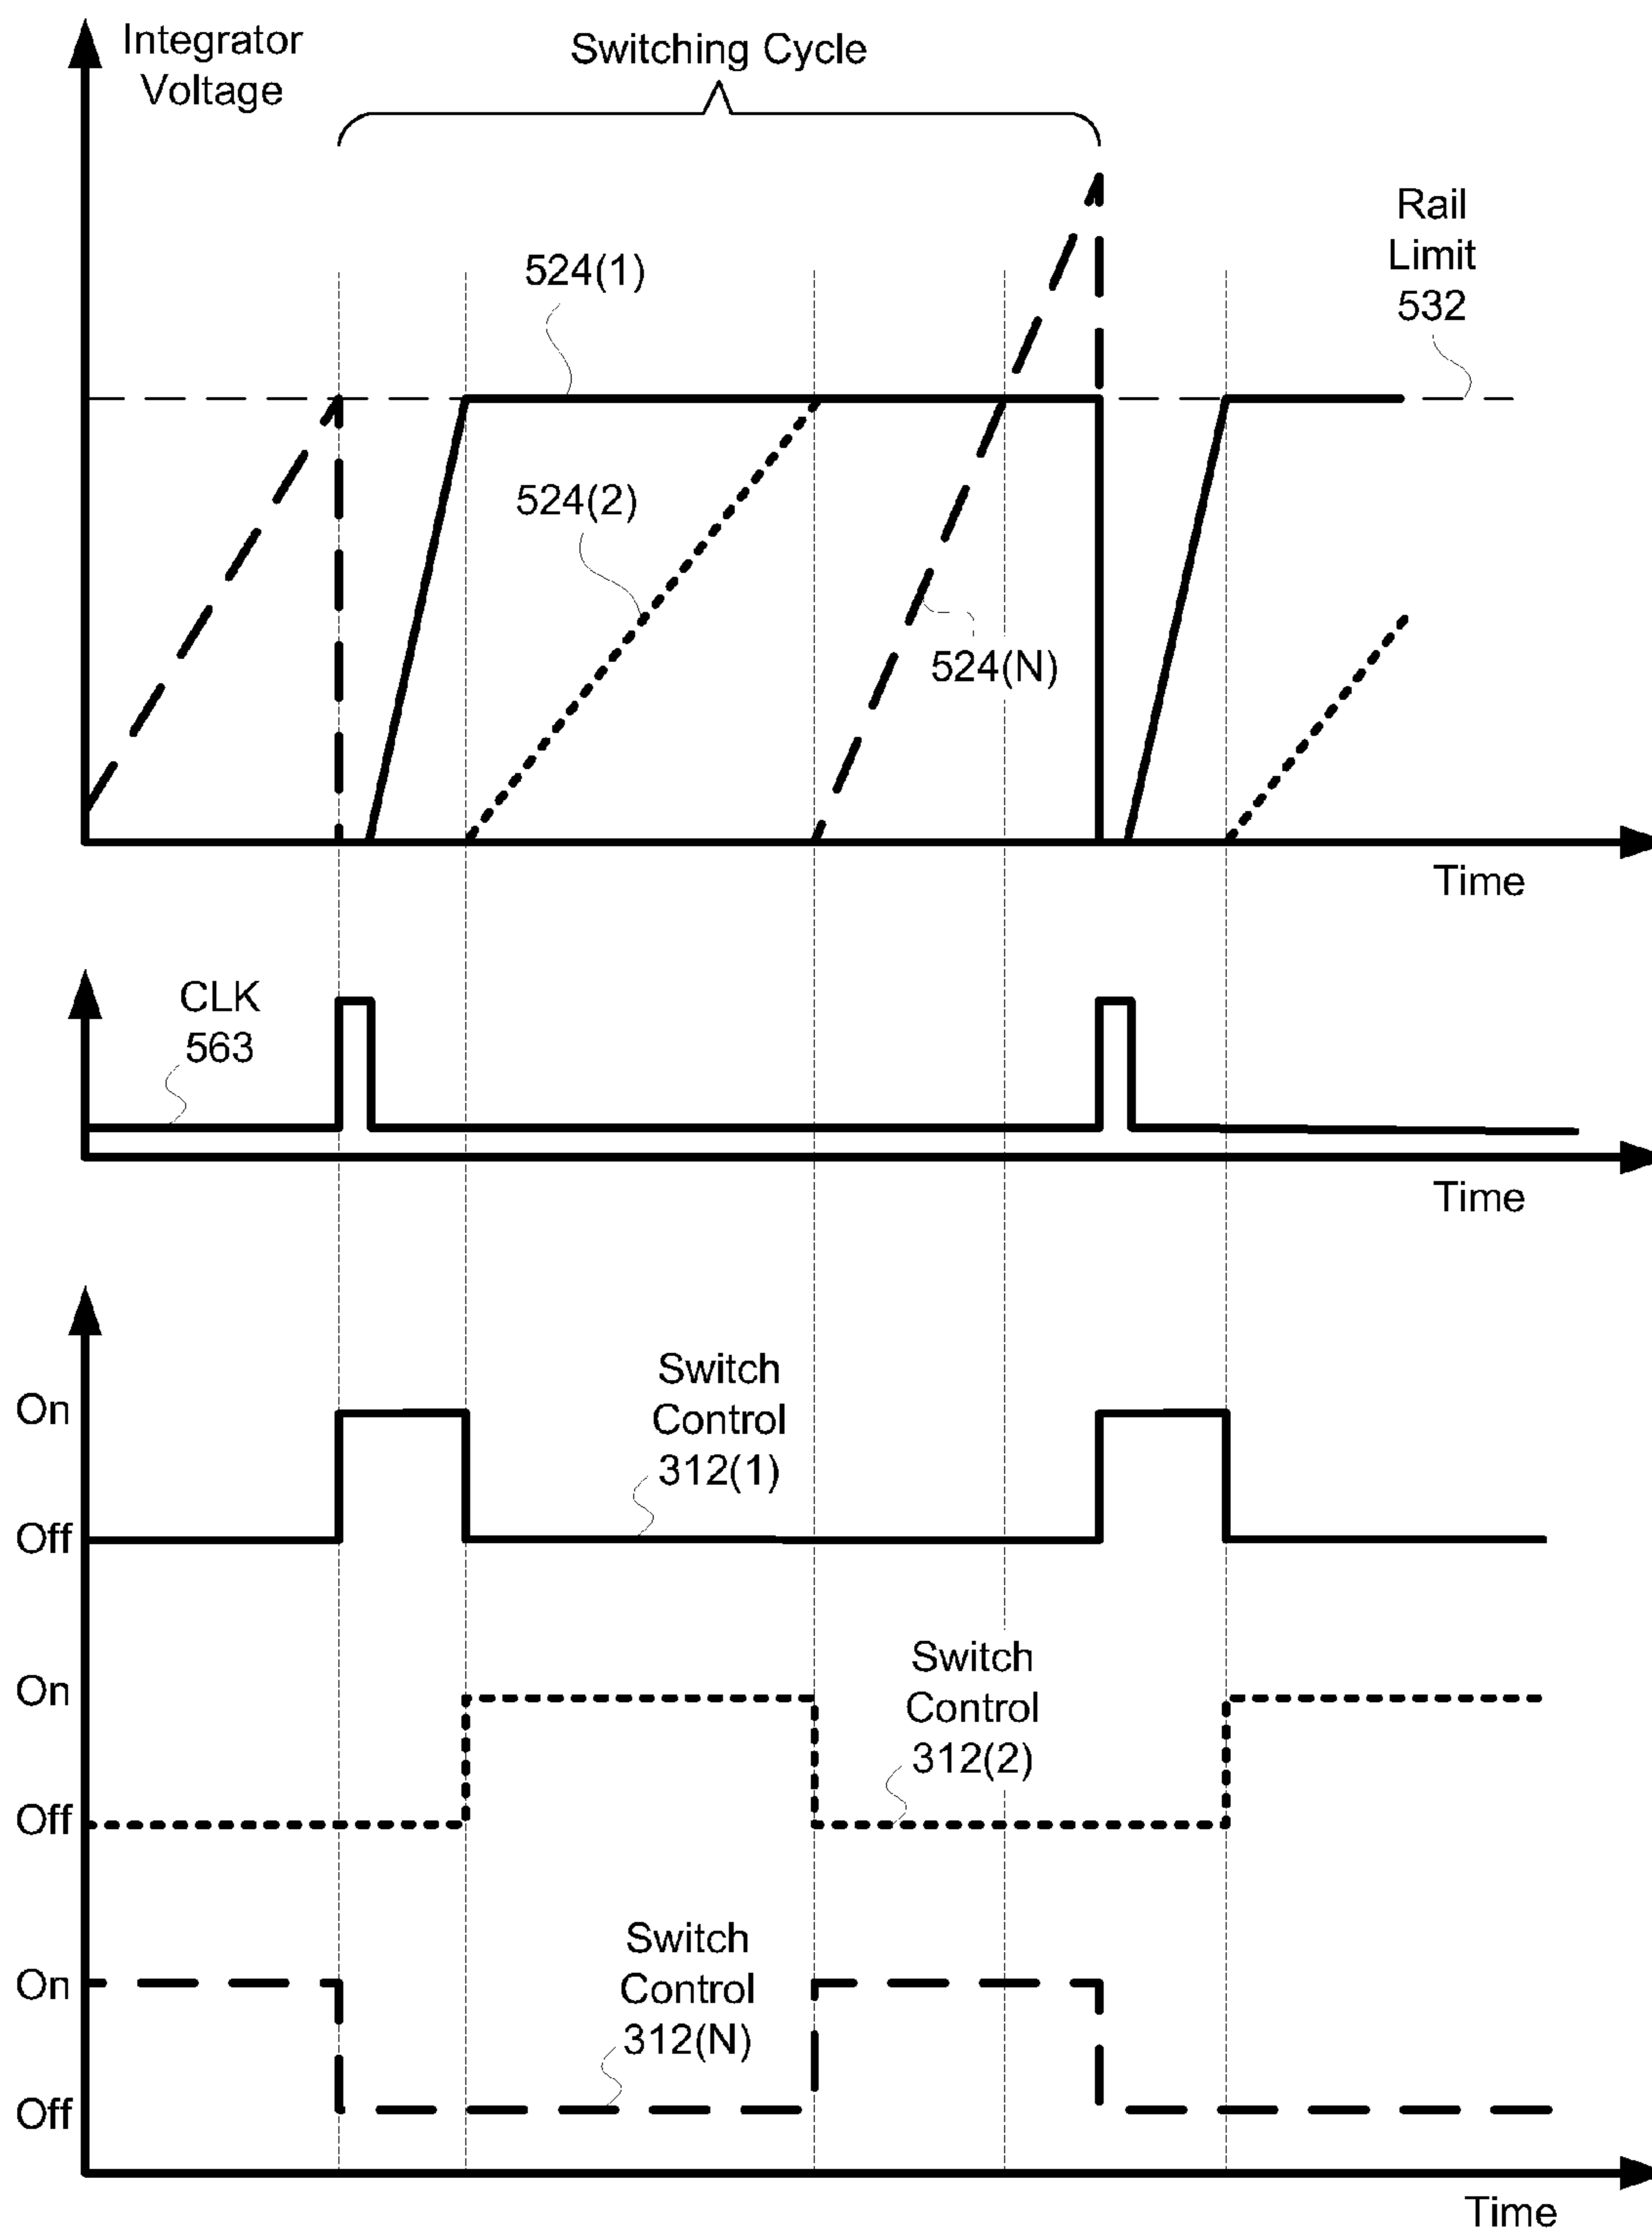 Integrator
Voltage
Switching Cycle
Rail
Limit
532
524(1)
524(2)
524(N)
Time
CLK
563
Time
On
Switch
Control
312(1)
Off
On
Switch
Control
312(2)
Off
On
Switch
Control
312(N)
Off
Time